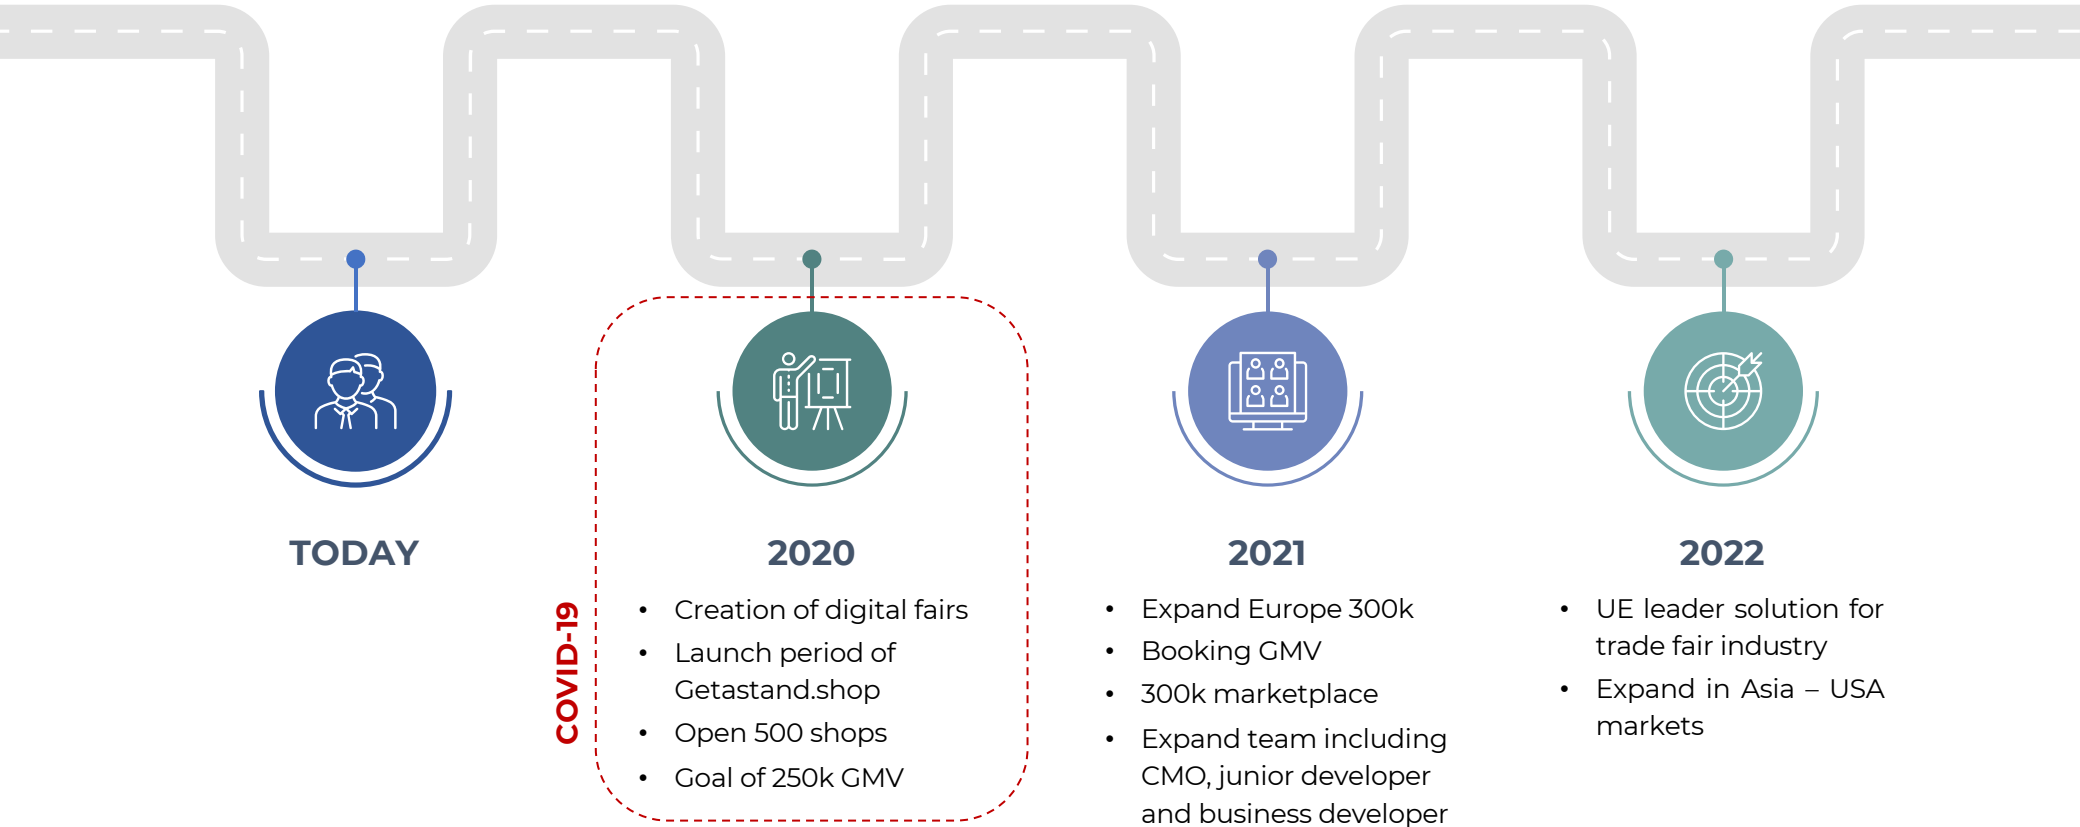 TODAY
COVID-19
2020
• Creation of digital fairs
• Launch period of
Getastand.shop
• Open 500 shops
• Goal of 250k GMV
2021
• Expand Europe 300k
• Booking GMV
• 300k marketplace
• Expand team including
CMO, junior developer
and business developer
2022
• UE leader solution for
trade fair industry
• Expand in Asia – USA
markets